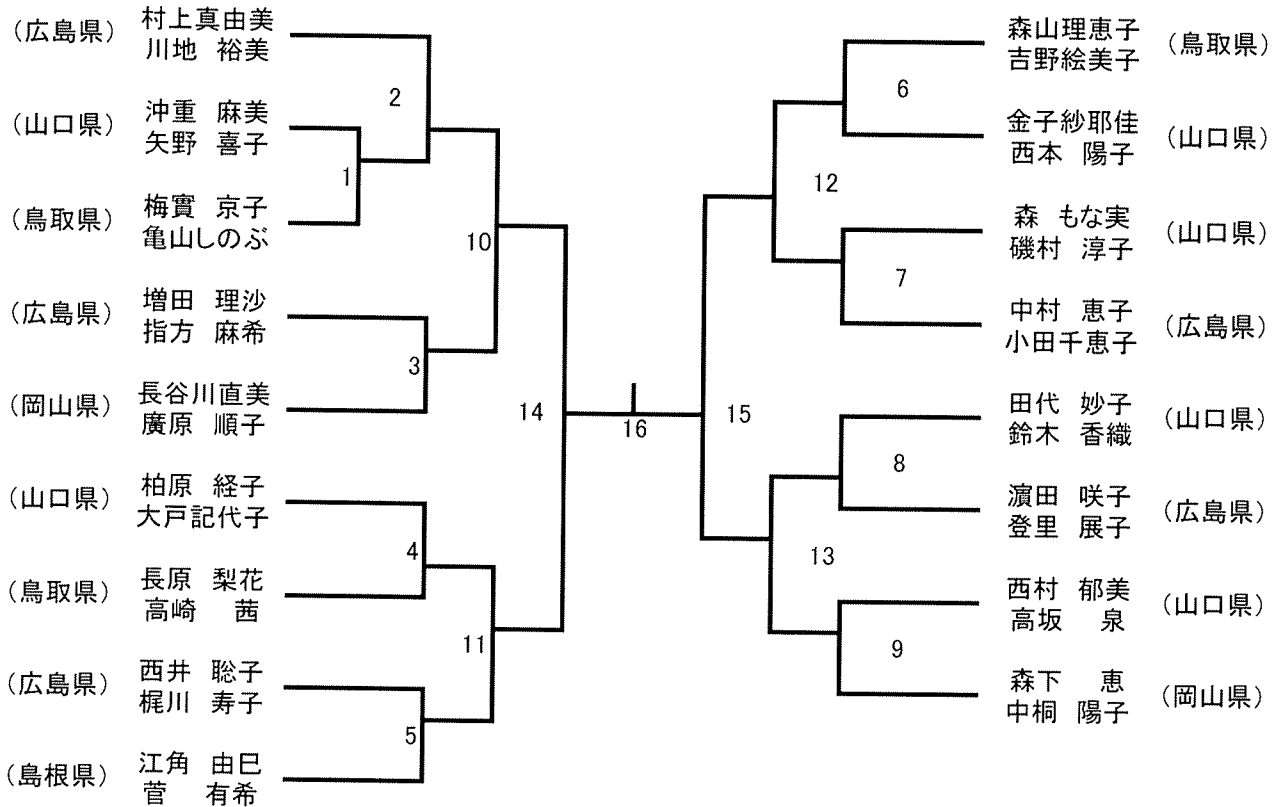 (広島県) 村上真由美
川地 裕美
2
(山口県) 沖重 麻美
矢野 喜子
1
(鳥取県) 梅實 京子
亀山しのぶ
10
(広島県) 増田 理沙
指方 麻希
3
(岡山県) 長谷川直美
廣原 順子
14
(山口県) 柏原 経子
大戸記代子
4
(鳥取県) 長原 梨花
高崎 茜
11
(広島県) 西井 聡子
梶川 寿子
5
(島根県) 江角 由巳
菅 有希
16
森山理恵子 (鳥取県)
吉野絵美子
6
金子紗耶佳 (山口県)
西本 陽子
12
森 もな実 (山口県)
磯村 淳子
7
中村 恵子 (広島県)
小田千恵子
15
田代 妙子 (山口県)
鈴木 香織
8
濵田 咲子 (広島県)
登里 展子
13
西村 郁美 (山口県)
高坂 泉
9
森下 恵 (岡山県)
中桐 陽子